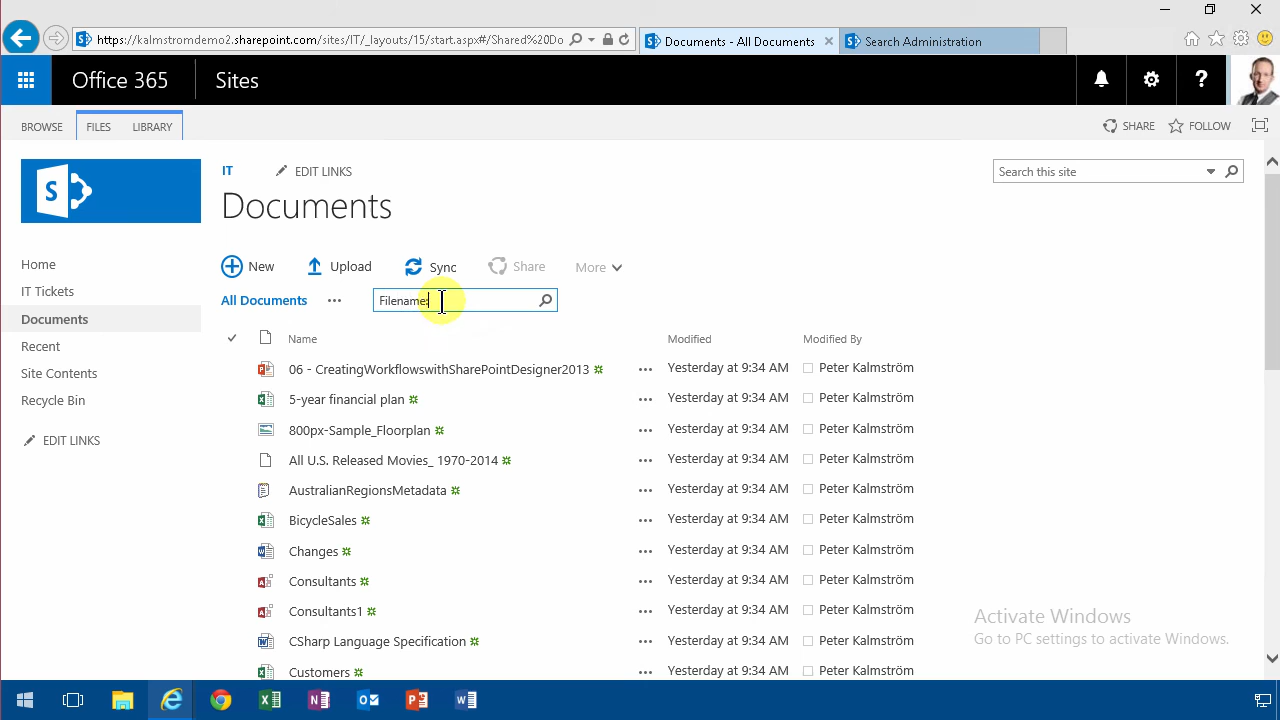 https://kalmstromdemo2.sharepoint.com/sites/IT/_layouts/15/start.aspx#/Shared%20Do
Documents - All Documents
Search Administration
Office 365
Sites
?
BROWSE
FILES
LIBRARY
SHARE
FOLLOW
S
IT
EDIT LINKS
Search this site
Documents
Home
IT Tickets
Documents
Recent
Site Contents
Recycle Bin
EDIT LINKS
New
Upload
Sync
Share
More
All Documents
...
Filename:
Name
Modified
Modified By
06 - CreatingWorkflowswithSharePointDesigner2013 ... Yesterday at 9:34 AM Peter Kalmström
5-year financial plan ... Yesterday at 9:34 AM Peter Kalmström
800px-Sample_Floorplan ... Yesterday at 9:34 AM Peter Kalmström
All U.S. Released Movies_ 1970-2014 ... Yesterday at 9:34 AM Peter Kalmström
AustralianRegionsMetadata ... Yesterday at 9:34 AM Peter Kalmström
BicycleSales ... Yesterday at 9:34 AM Peter Kalmström
Changes ... Yesterday at 9:34 AM Peter Kalmström
Consultants ... Yesterday at 9:34 AM Peter Kalmström
Consultants1 ... Yesterday at 9:34 AM Peter Kalmström
CSharp Language Specification ... Yesterday at 9:34 AM Peter Kalmström
Customers ... Yesterday at 9:34 AM Peter Kalmström
Activate Windows
Go to PC settings to activate Windows.